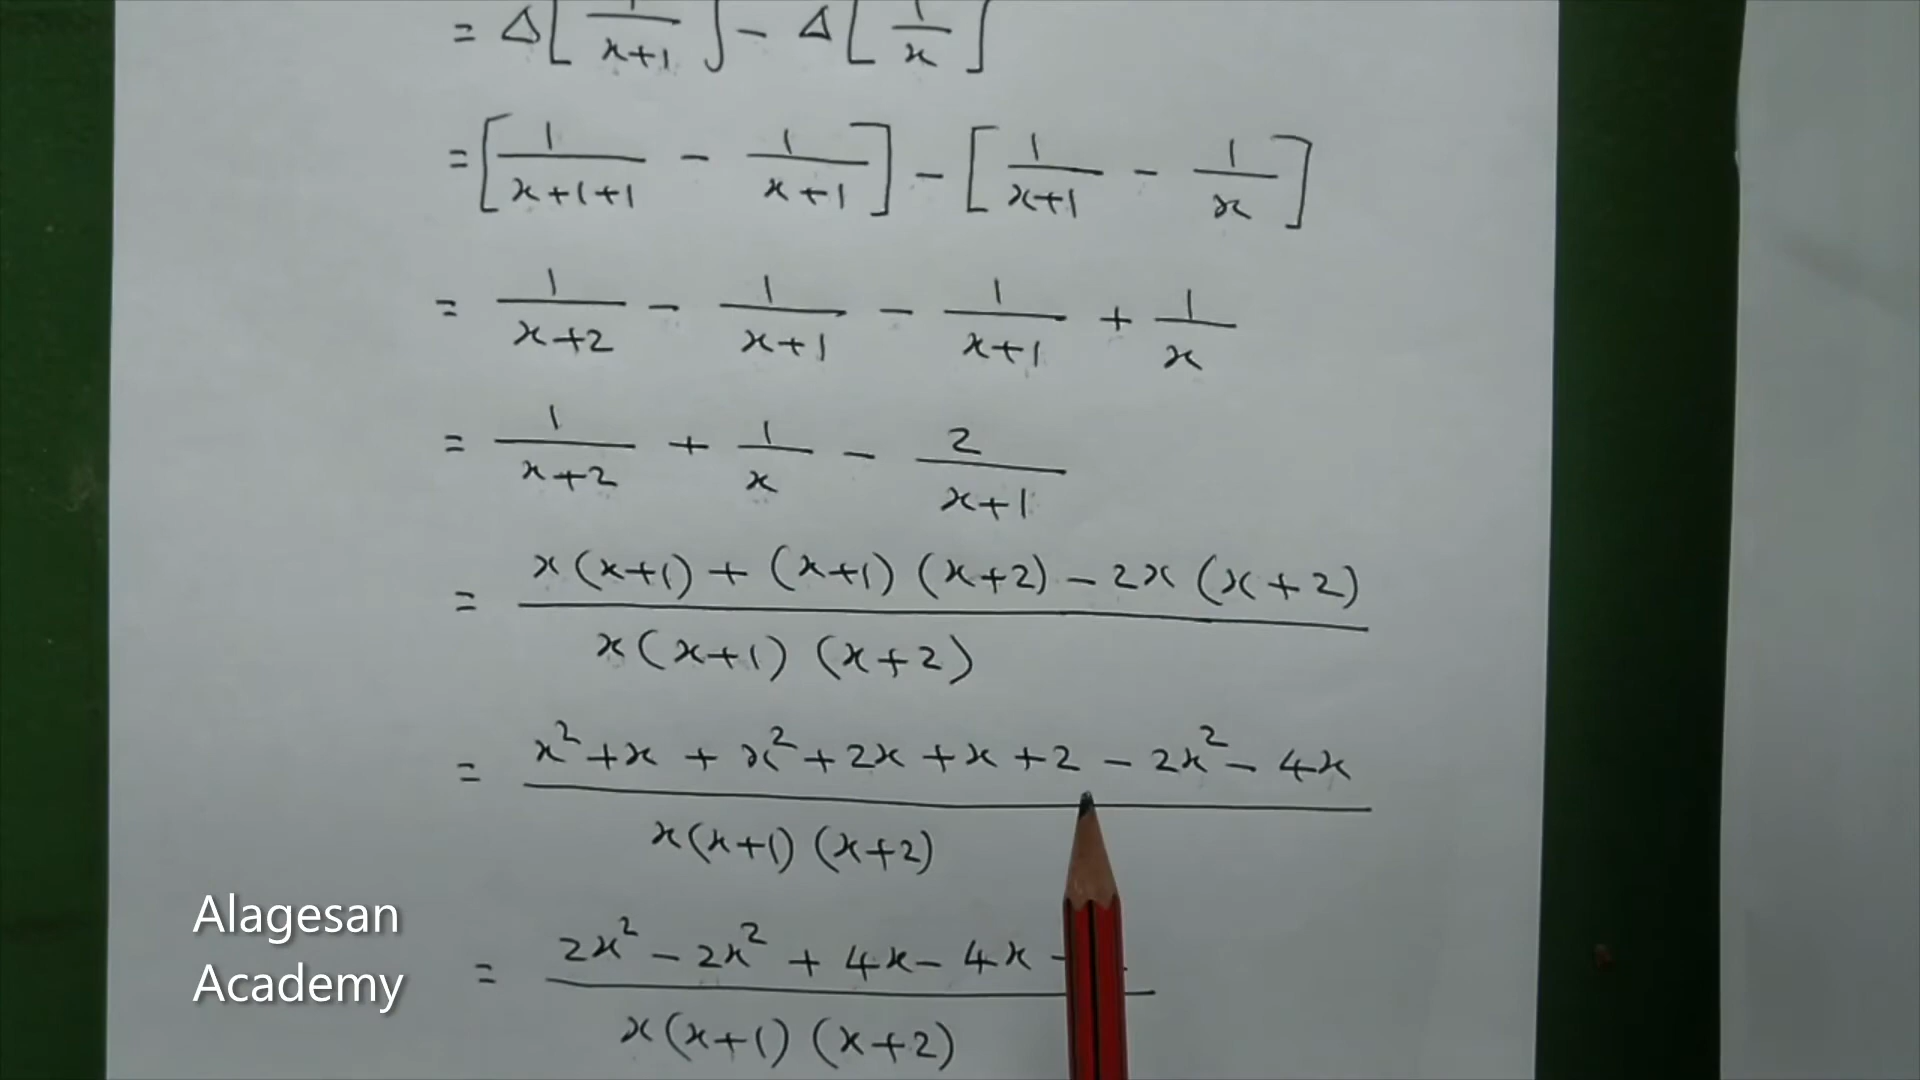 = Δ[1/(x+1)] - Δ[1/x]
= [1/(x+1+1) - 1/(x+1)] - [1/(x+1) - 1/x]
= 1/(x+2) - 1/(x+1) - 1/(x+1) + 1/x
= 1/(x+2) + 1/x - 2/(x+1)
= (x(x+1) + (x+1)(x+2) - 2x(x+2)) / (x(x+1)(x+2))
= (x² + x + x² + 2x + x + 2 - 2x² - 4x) / (x(x+1)(x+2))
= (2x² - 2x² + 4x - 4x) / (x(x+1)(x+2))
Alagesan
Academy